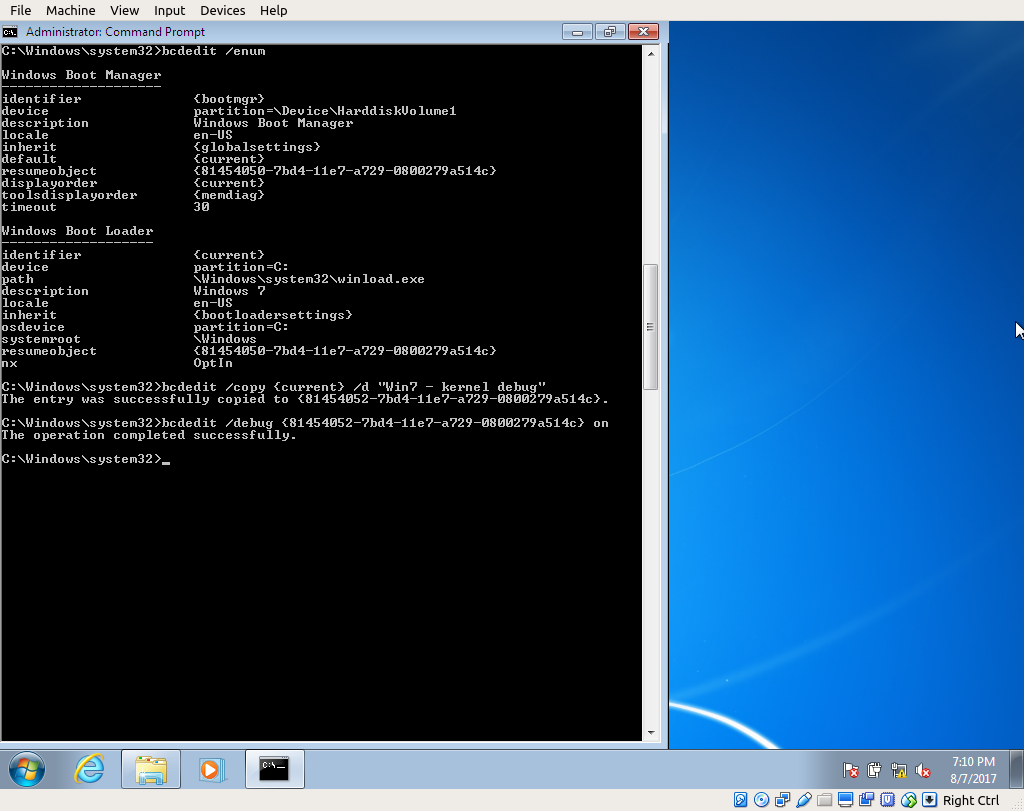 File Machine View Input Devices Help
Administrator: Command Prompt
C:\Windows\system32>bcdedit /enum
Windows Boot Manager
--------------------
identifier {bootmgr}
device partition=\Device\HarddiskVolume1
description Windows Boot Manager
locale en-US
inherit {globalsettings}
default {current}
resumeobject {81454050-7bd4-11e7-a729-0800279a514c}
displayorder {current}
toolsdisplayorder {memdiag}
timeout 30
Windows Boot Loader
-------------------
identifier {current}
device partition=C:
path \Windows\system32\winload.exe
description Windows 7
locale en-US
inherit {bootloadersettings}
osdevice partition=C:
systemroot \Windows
resumeobject {81454050-7bd4-11e7-a729-0800279a514c}
nx OptIn
C:\Windows\system32>bcdedit /copy {current} /d "Win7 - kernel debug"
The entry was successfully copied to {81454052-7bd4-11e7-a729-0800279a514c}.
C:\Windows\system32>bcdedit /debug {81454052-7bd4-11e7-a729-0800279a514c} on
The operation completed successfully.
C:\Windows\system32>_
7:10 PM
8/7/2017
Right Ctrl